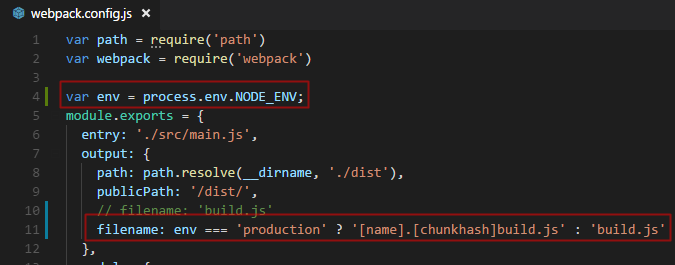 webpack.config.js ×
1 var path = require('path')
2 var webpack = require('webpack')
3
4 var env = process.env.NODE_ENV;
5 module.exports = {
6 entry: './src/main.js',
7 output: {
8 path: path.resolve(__dirname, './dist'),
9 publicPath: '/dist/',
10 // filename: 'build.js'
11 filename: env === 'production' ? '[name].[chunkhash]build.js' : 'build.js'
12 },